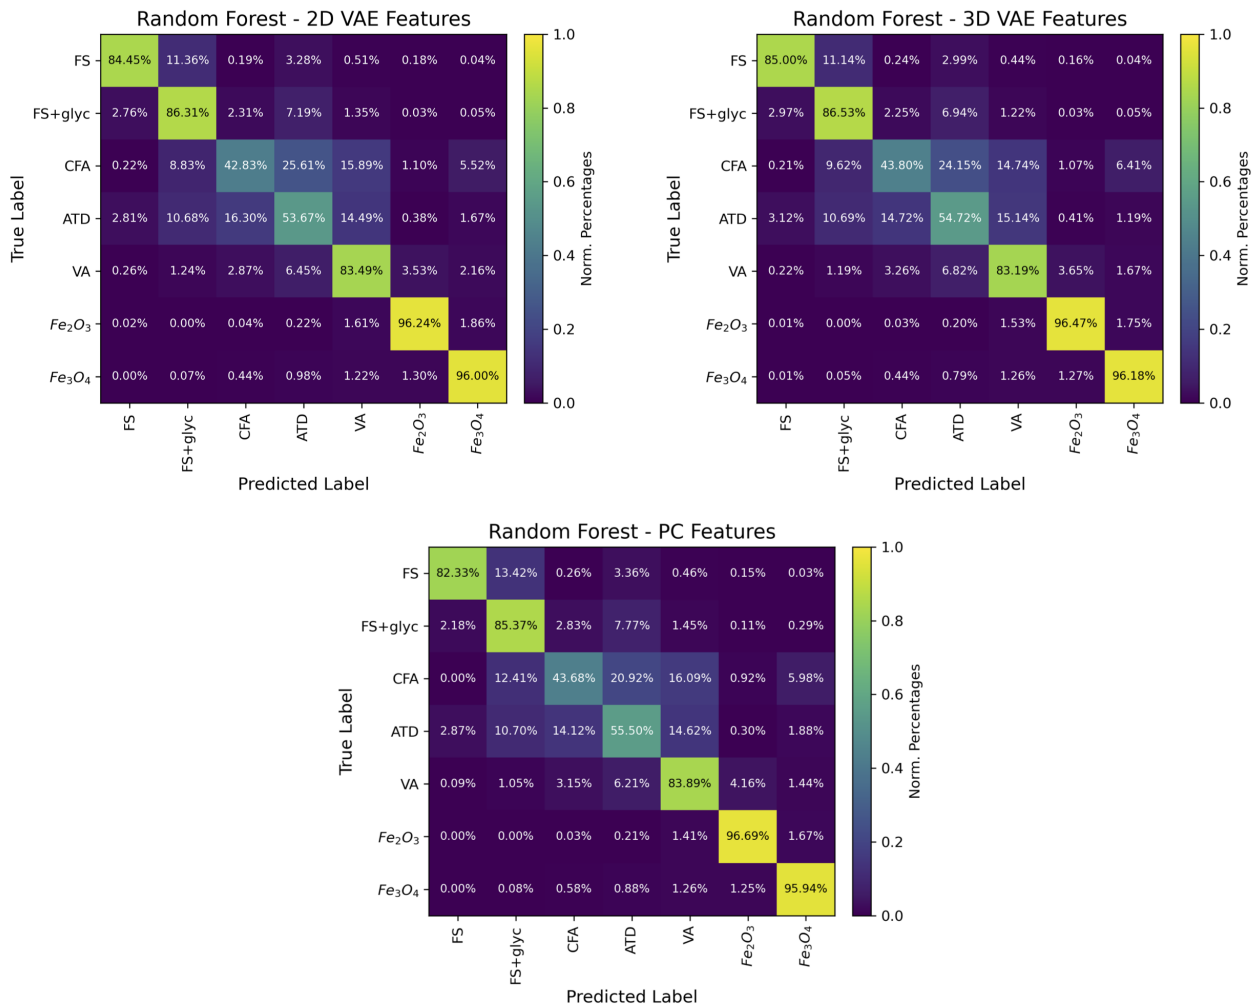 Random Forest - 2D VAE Features
True Label
FS 84.45% 11.36% 0.19% 3.28% 0.51% 0.18% 0.04%
FS+glyc 2.76% 86.31% 2.31% 7.19% 1.35% 0.03% 0.05%
CFA 0.22% 8.83% 42.83% 25.61% 15.89% 1.10% 5.52%
ATD 2.81% 10.68% 16.30% 53.67% 14.49% 0.38% 1.67%
VA 0.26% 1.24% 2.87% 6.45% 83.49% 3.53% 2.16%
Fe₂O₃ 0.02% 0.00% 0.04% 0.22% 1.61% 96.24% 1.86%
Fe₃O₄ 0.00% 0.07% 0.44% 0.98% 1.22% 1.30% 96.00%
FS FS+glyc CFA ATD VA Fe₂O₃ Fe₃O₄
Predicted Label
1.0
0.8
0.6
0.4
0.2
0.0
Norm. Percentages
Random Forest - 3D VAE Features
True Label
FS 85.00% 11.14% 0.24% 2.99% 0.44% 0.16% 0.04%
FS+glyc 2.97% 86.53% 2.25% 6.94% 1.22% 0.03% 0.05%
CFA 0.21% 9.62% 43.80% 24.15% 14.74% 1.07% 6.41%
ATD 3.12% 10.69% 14.72% 54.72% 15.14% 0.41% 1.19%
VA 0.22% 1.19% 3.26% 6.82% 83.19% 3.65% 1.67%
Fe₂O₃ 0.01% 0.00% 0.03% 0.20% 1.53% 96.47% 1.75%
Fe₃O₄ 0.01% 0.05% 0.44% 0.79% 1.26% 1.27% 96.18%
FS FS+glyc CFA ATD VA Fe₂O₃ Fe₃O₄
Predicted Label
1.0
0.8
0.6
0.4
0.2
0.0
Norm. Percentages
Random Forest - PC Features
True Label
FS 82.33% 13.42% 0.26% 3.36% 0.46% 0.15% 0.03%
FS+glyc 2.18% 85.37% 2.83% 7.77% 1.45% 0.11% 0.29%
CFA 0.00% 12.41% 43.68% 20.92% 16.09% 0.92% 5.98%
ATD 2.87% 10.70% 14.12% 55.50% 14.62% 0.30% 1.88%
VA 0.09% 1.05% 3.15% 6.21% 83.89% 4.16% 1.44%
Fe₂O₃ 0.00% 0.00% 0.03% 0.21% 1.41% 96.69% 1.67%
Fe₃O₄ 0.00% 0.08% 0.58% 0.88% 1.26% 1.25% 95.94%
FS FS+glyc CFA ATD VA Fe₂O₃ Fe₃O₄
Predicted Label
1.0
0.8
0.6
0.4
0.2
0.0
Norm. Percentages